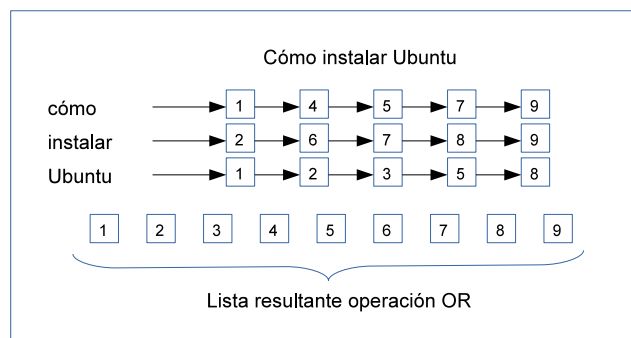 Cómo instalar Ubuntu
cómo 1 4 5 7 9
instalar 2 6 7 8 9
Ubuntu 1 2 3 5 8
1 2 3 4 5 6 7 8 9
Lista resultante operación OR